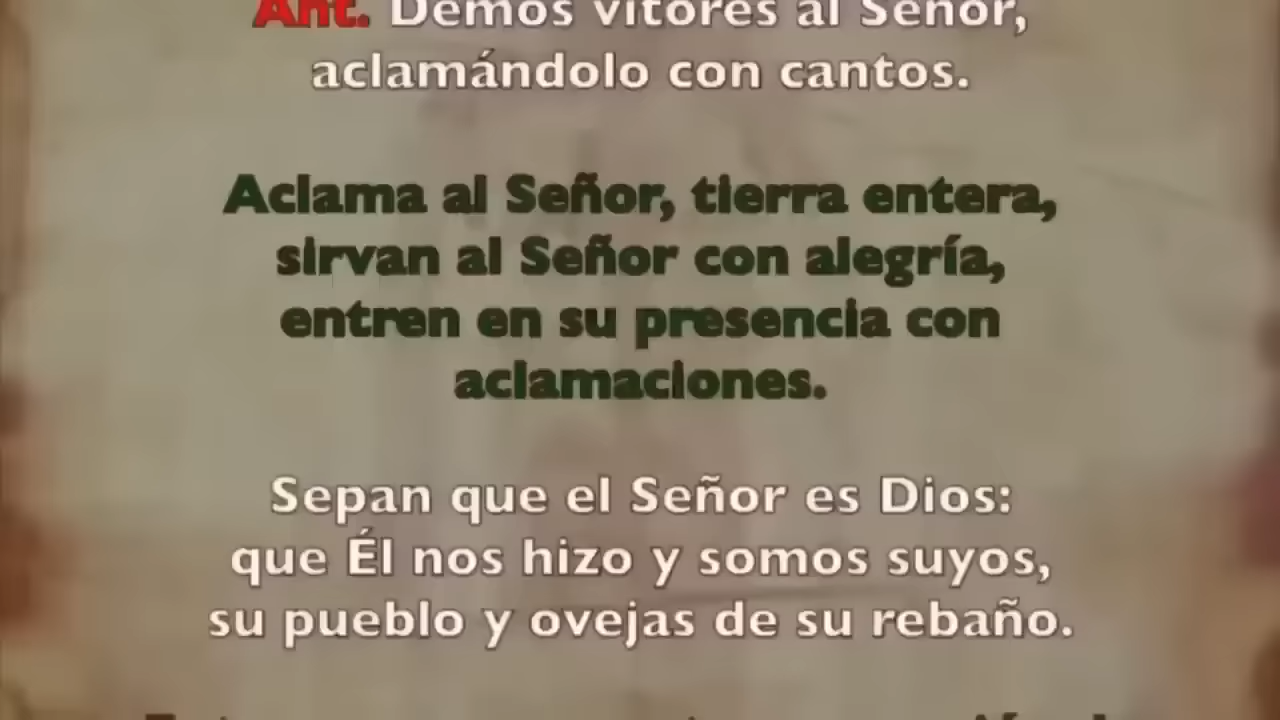 Ant. Demos vítores al Señor,
aclamándolo con cantos.
Aclama al Señor, tierra entera,
sirvan al Señor con alegría,
entren en su presencia con
aclamaciones.
Sepan que el Señor es Dios:
que Él nos hizo y somos suyos,
su pueblo y ovejas de su rebaño.